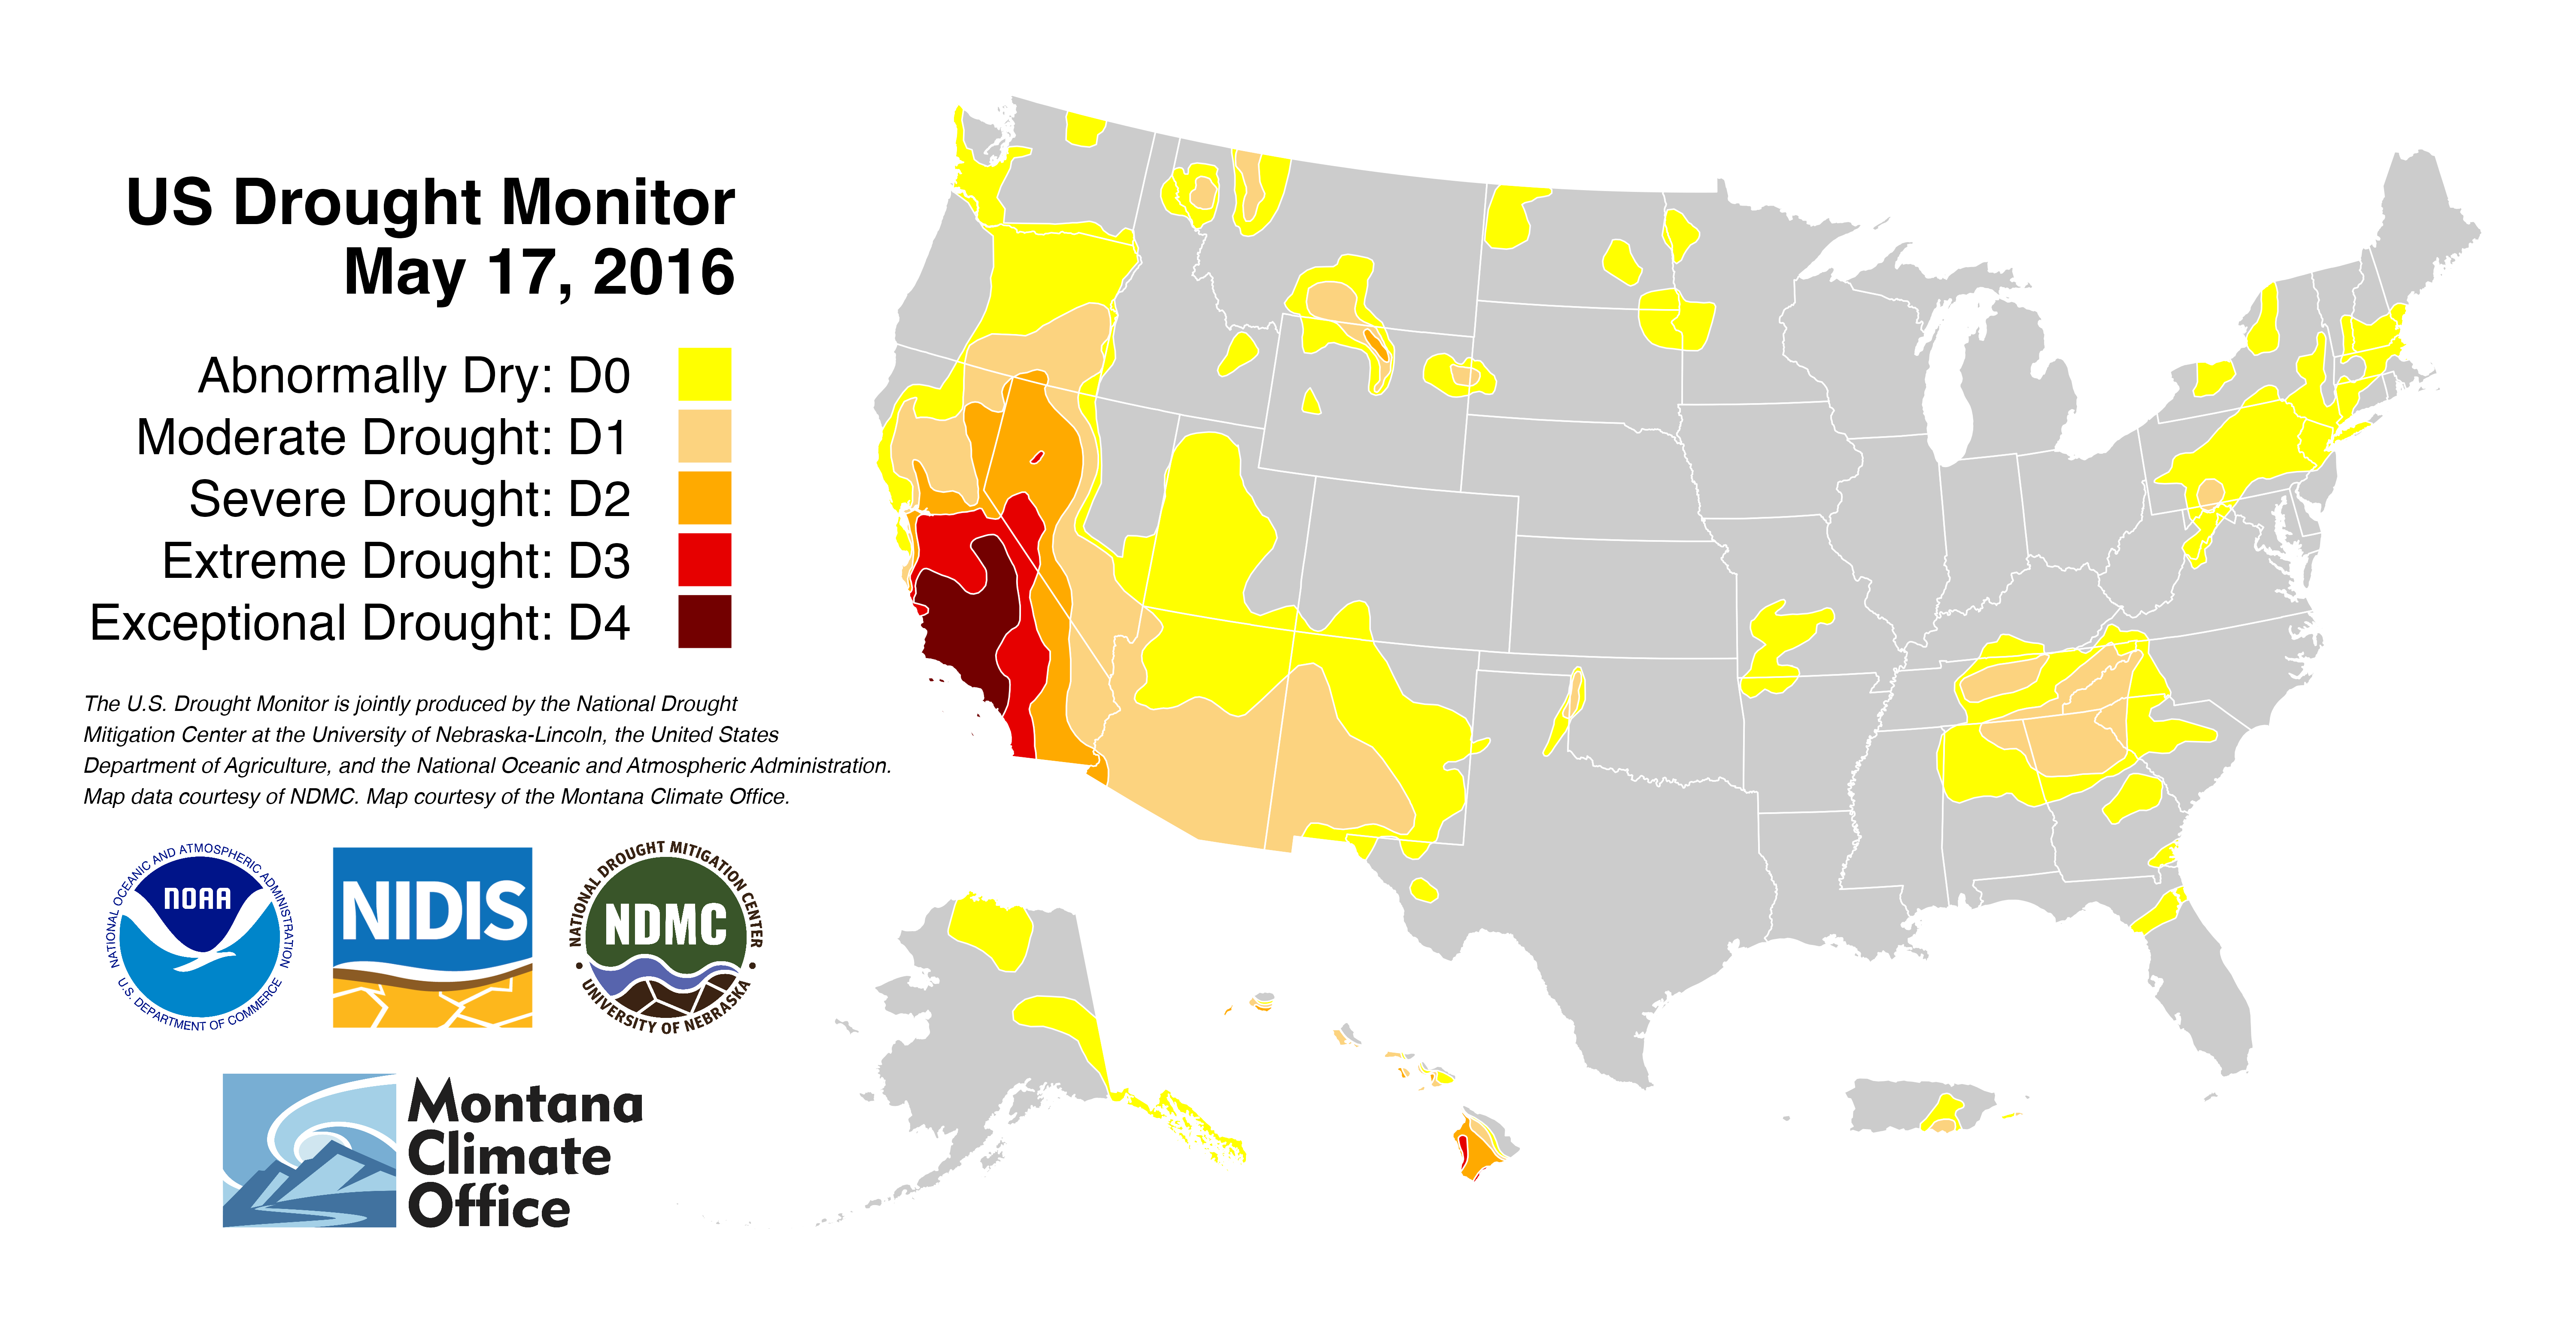 US Drought Monitor
May 17, 2016
Abnormally Dry: D0
Moderate Drought: D1
Severe Drought: D2
Extreme Drought: D3
Exceptional Drought: D4
The U.S. Drought Monitor is jointly produced by the National Drought
Mitigation Center at the University of Nebraska-Lincoln, the United States
Department of Agriculture, and the National Oceanic and Atmospheric Administration.
Map data courtesy of NDMC. Map courtesy of the Montana Climate Office.
NATIONAL OCEANIC AND ATMOSPHERIC ADMINISTRATION
NOAA
U.S. DEPARTMENT OF COMMERCE
NIDIS
NATIONAL DROUGHT MITIGATION CENTER
NDMC
• UNIVERSITY OF NEBRASKA •
Montana
Climate
Office